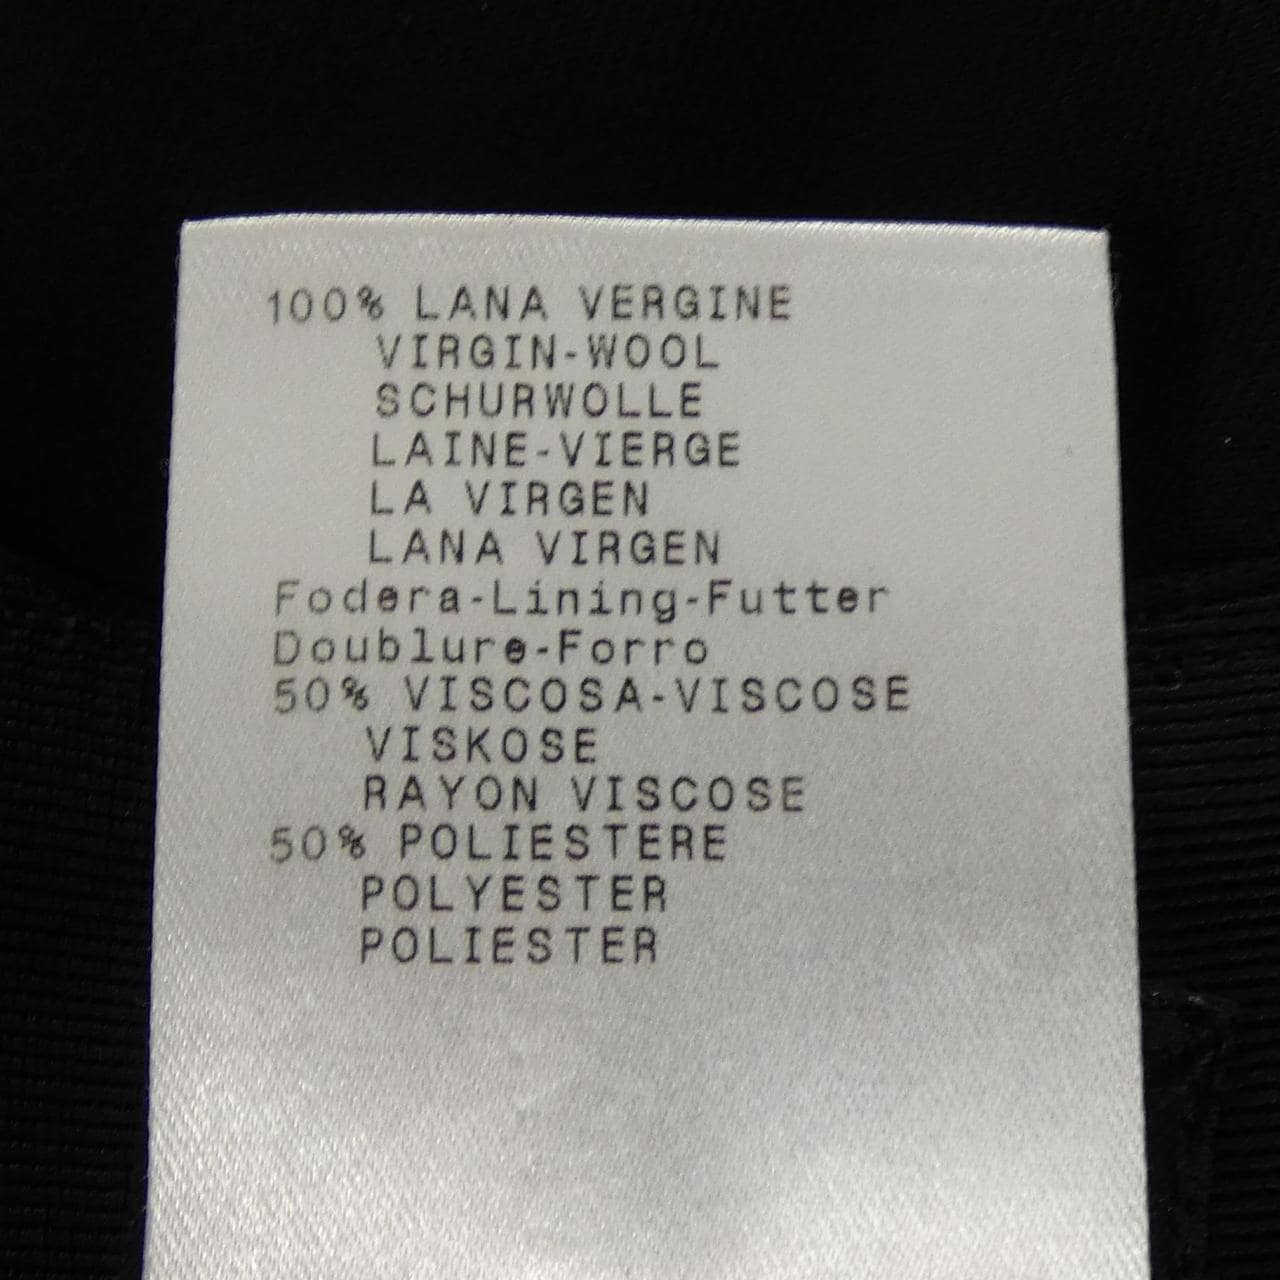 100% LANA VERGINE
VIRGIN-WOOL
SCHURWOLLE
LAINE-VIERGE
LA VIRGEN
LANA VIRGEN
Fodera-Lining-Futter
Doublure-Forro
50% VISCOSA-VISCOSE
VISKOSE
RAYON VISCOSE
50% POLIESTERE
POLYESTER
POLIESTER